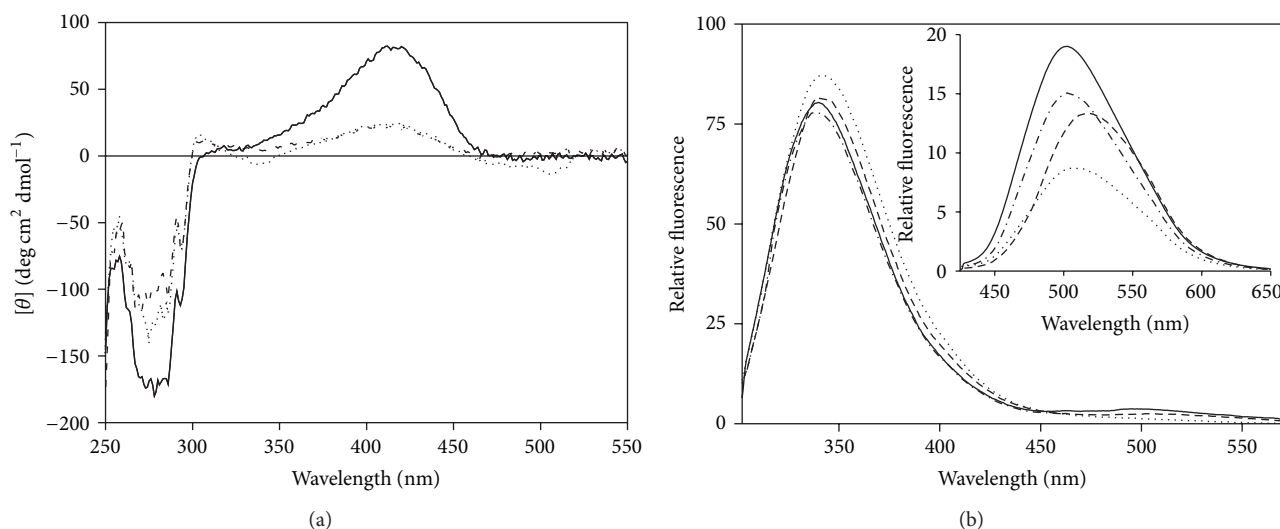 100
50
0
−50
−100
−150
−200
[θ] (deg cm² dmol⁻¹)
250 300 350 400 450 500 550
Wavelength (nm)
(a)
100
75
50
25
0
Relative fluorescence
350 400 450 500 550
Wavelength (nm)
20
15
10
5
0
Relative fluorescence
450 500 550 600 650
Wavelength (nm)
(b)